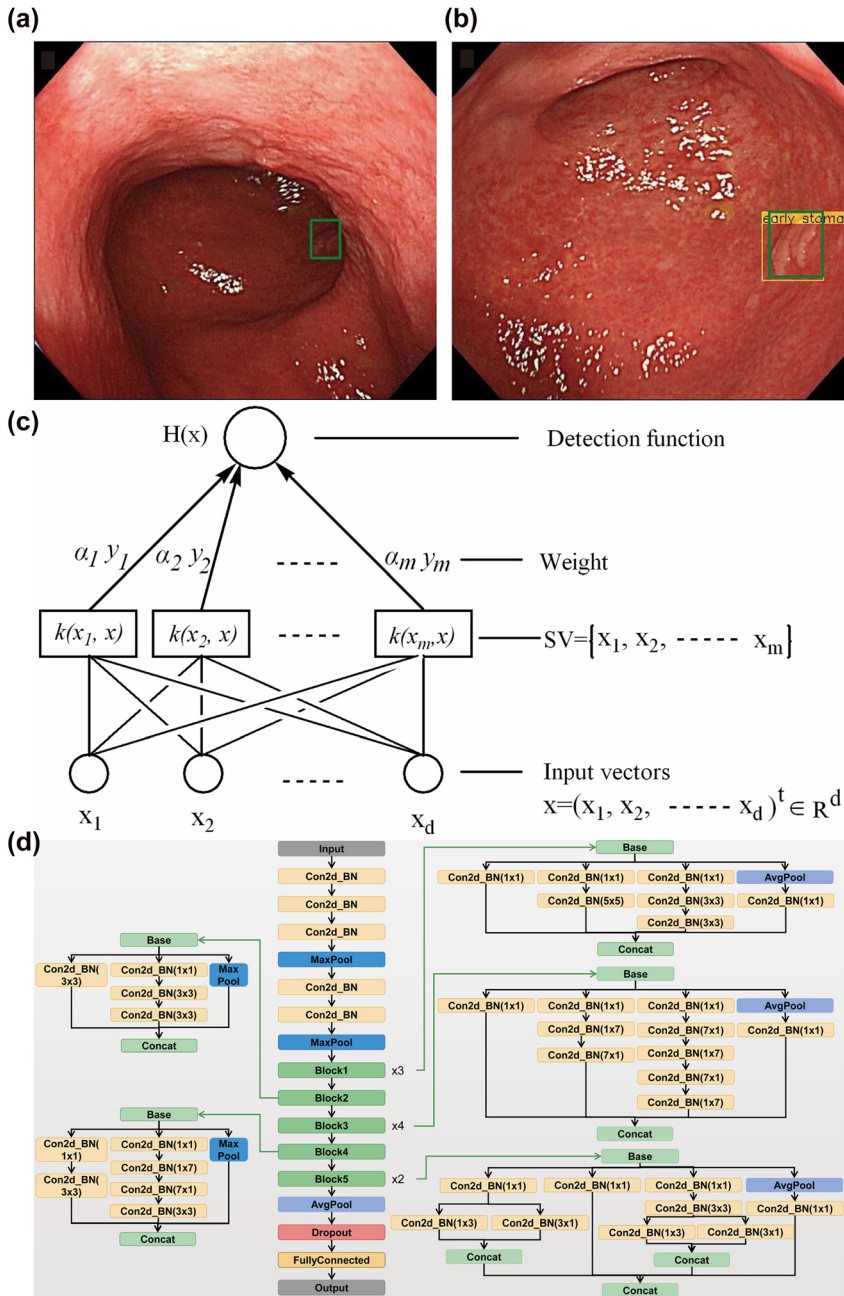 (a)
(b)
early stoma
(c)
H(x)
Detection function
α1 y1
α2 y2
-----
αm ym
Weight
k(x1, x)
k(x2, x)
-----
k(xm,x)
SV={x1, x2, ----- xm}
x1
x2
-----
xd
Input vectors
x=(x1, x2, ----- xd)^t ∈ R^d
(d)
Input
Con2d_BN
Con2d_BN
Con2d_BN
MaxPool
Con2d_BN
Con2d_BN
MaxPool
Block1
x3
Block2
Block3
x4
Block4
Block5
x2
AvgPool
Dropout
FullyConnected
Output
Base
Con2d_BN(
3x3)
Con2d_BN(1x1)
Con2d_BN(3x3)
Con2d_BN(3x3)
Max
Pool
Concat
Base
Con2d_BN(
1x1)
Con2d_BN(
3x3)
Con2d_BN(1x1)
Con2d_BN(1x7)
Con2d_BN(7x1)
Con2d_BN(3x3)
Max
Pool
Concat
Base
Con2d_BN(1x1)
Con2d_BN(1x1)
Con2d_BN(5x5)
Con2d_BN(1x1)
Con2d_BN(3x3)
Con2d_BN(3x3)
AvgPool
Con2d_BN(1x1)
Concat
Base
Con2d_BN(1x1)
Con2d_BN(1x1)
Con2d_BN(1x7)
Con2d_BN(7x1)
Con2d_BN(1x1)
Con2d_BN(7x1)
Con2d_BN(1x7)
Con2d_BN(7x1)
Con2d_BN(1x7)
AvgPool
Con2d_BN(1x1)
Concat
Base
Con2d_BN(1x1)
Con2d_BN(1x3)
Con2d_BN(3x1)
Concat
Con2d_BN(1x1)
Con2d_BN(1x1)
Con2d_BN(3x3)
Con2d_BN(1x3)
Con2d_BN(3x1)
Concat
AvgPool
Con2d_BN(1x1)
Concat